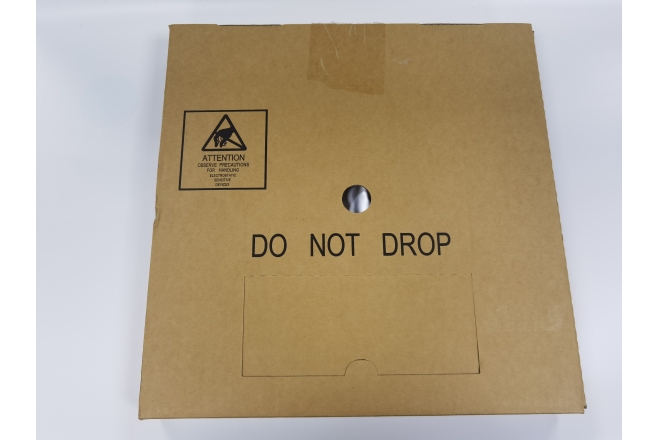 ATTENTION
OBSERVE PRECAUTIONS
FOR HANDLING
ELECTROSTATIC
SENSITIVE
DEVICES
DO NOT DROP